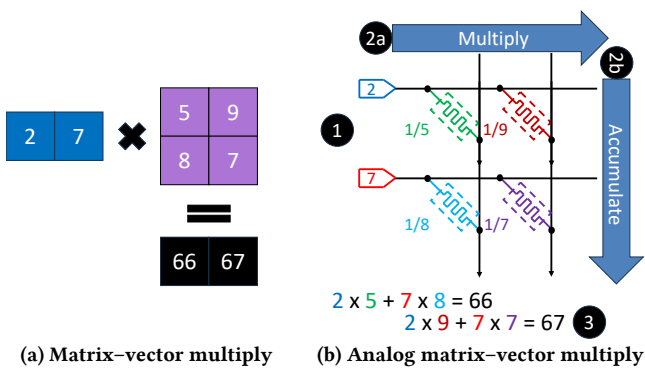 2 7 ✖ 5 9
8 7
=
66 67
(a) Matrix–vector multiply
2a Multiply
2b Accumulate
1
2
1/5 1/9
7
1/8 1/7
2 x 5 + 7 x 8 = 66
2 x 9 + 7 x 7 = 67 3
(b) Analog matrix–vector multiply